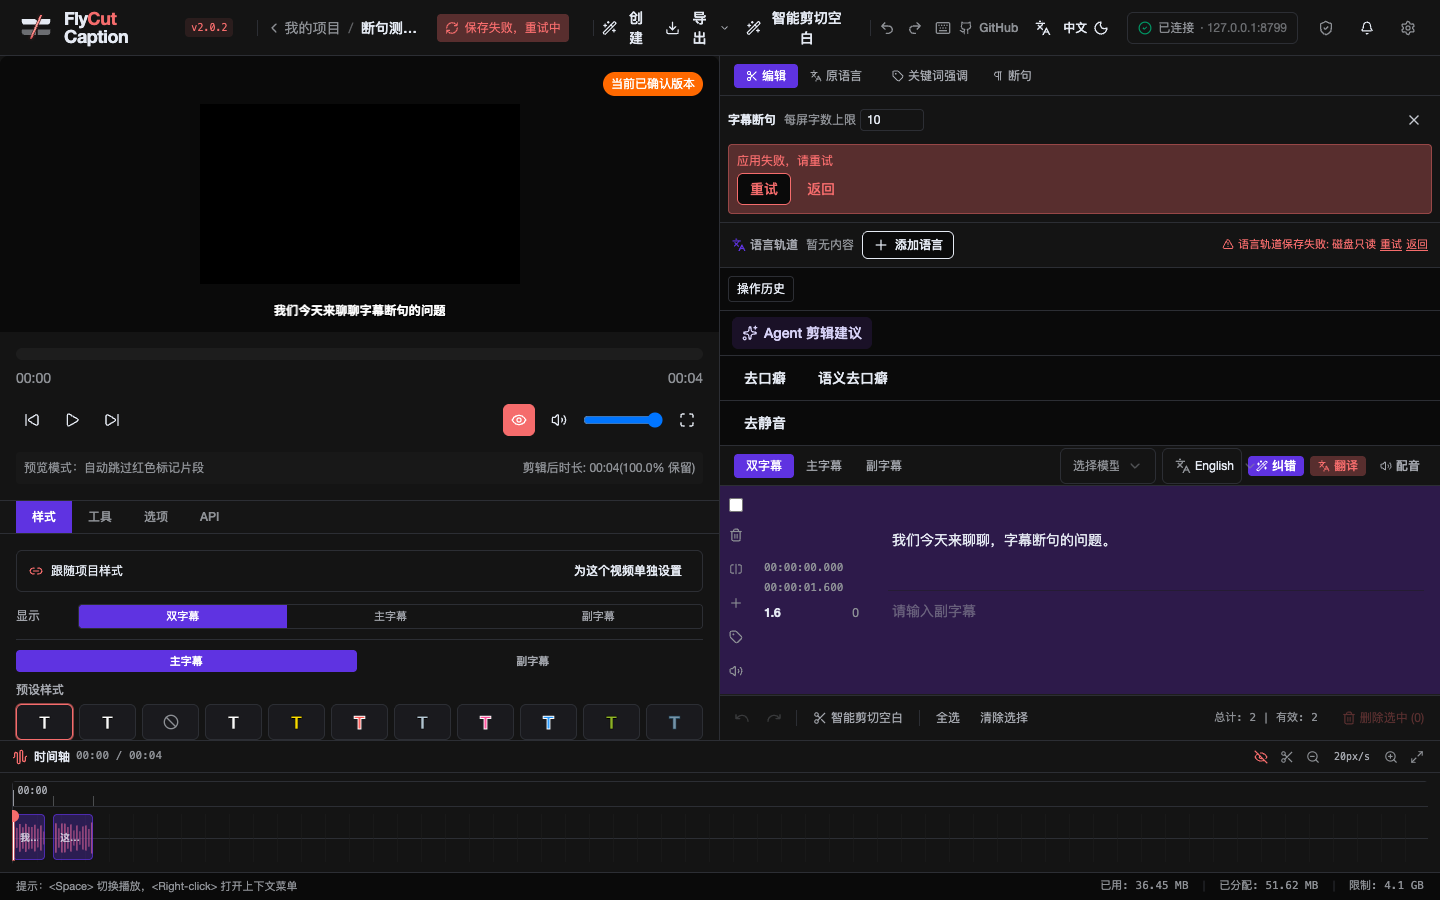 FlyCut Caption
v2.0.2
我的项目 / 断句测...
保存失败，重试中
创建
导出
智能剪切空白
GitHub
中文
已连接 · 127.0.0.1:8799
当前已确认版本
我们今天来聊聊字幕断句的问题
00:00
00:04
预览模式：自动跳过红色标记片段
剪辑后时长: 00:04(100.0% 保留)
样式
工具
选项
API
跟随项目样式
为这个视频单独设置
显示
双字幕
主字幕
副字幕
主字幕
副字幕
预设样式
T T T T T T T T T T
编辑
原语言
关键词强调
断句
字幕断句 每屏字数上限 10
应用失败，请重试
重试
返回
语言轨道 暂无内容
添加语言
语言轨道保存失败: 磁盘只读 重试 返回
操作历史
Agent 剪辑建议
去口癖
语义去口癖
去静音
双字幕
主字幕
副字幕
选择模型
English
纠错
翻译
配音
我们今天来聊聊，字幕断句的问题。
00:00:00.000
00:00:01.600
1.6
0
请输入副字幕
智能剪切空白
全选
清除选择
总计: 2 | 有效: 2
删除选中 (0)
时间轴 00:00 / 00:04
20px/s
00:00
我...
这...
提示：<Space> 切换播放，<Right-click> 打开上下文菜单
已用: 36.45 MB
已分配: 51.62 MB
限制: 4.1 GB